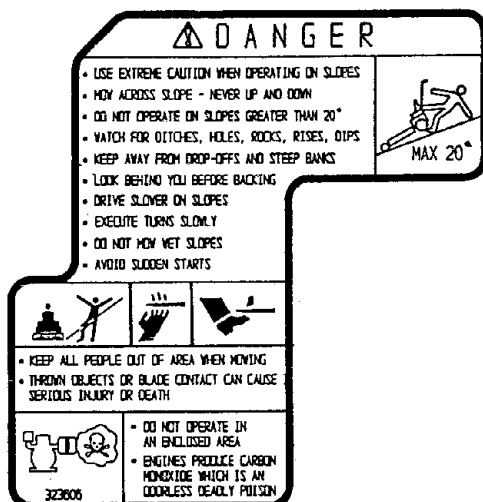 ⚠ DANGER
• USE EXTREME CAUTION WHEN OPERATING ON SLOPES
• MOW ACROSS SLOPE - NEVER UP AND DOWN
• DO NOT OPERATE ON SLOPES GREATER THAN 20°
• WATCH FOR DITCHES, HOLES, ROCKS, RISES, DIPS
• KEEP AWAY FROM DROP-OFFS AND STEEP BANKS
• LOOK BEHIND YOU BEFORE BACKING
• DRIVE SLOWER ON SLOPES
• EXECUTE TURNS SLOWLY
• DO NOT MOW WET SLOPES
• AVOID SUDDEN STARTS
MAX 20°
• KEEP ALL PEOPLE OUT OF AREA WHEN MOWING
• THROWN OBJECTS OR BLADE CONTACT CAN CAUSE
SERIOUS INJURY OR DEATH
• DO NOT OPERATE IN
AN ENCLOSED AREA
• ENGINES PRODUCE CARBON
MONOXIDE WHICH IS AN
ODORLESS DEADLY POISON
323606